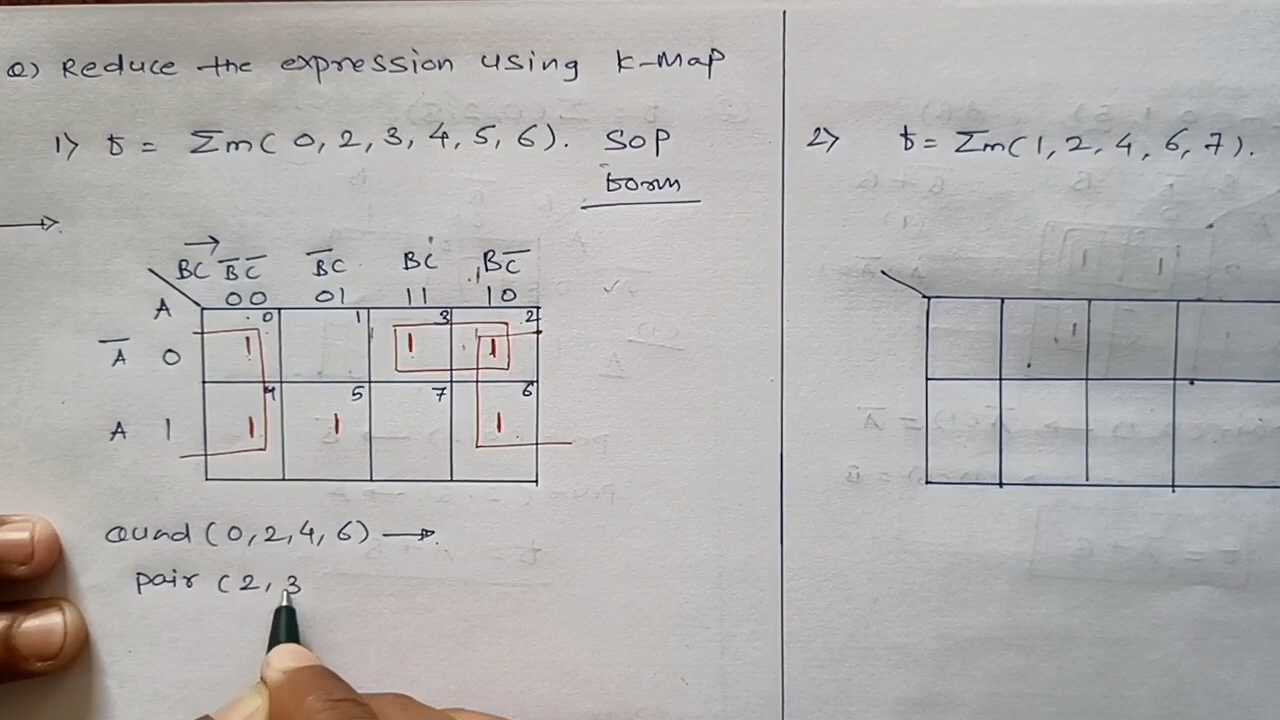 Q) Reduce the expression using K-Map
1) f = Σm( 0, 2, 3, 4, 5, 6). SOP
form
2) f = Σm( 1, 2, 4, 6, 7).
BC B̅C̅ B̅C BC BC̅
A 00 01 11 10
0 1 3 2
A̅ 0 1 1 1
4 5 7 6
A 1 1 1 1
Quad (0, 2, 4, 6) →
pair (2, 3